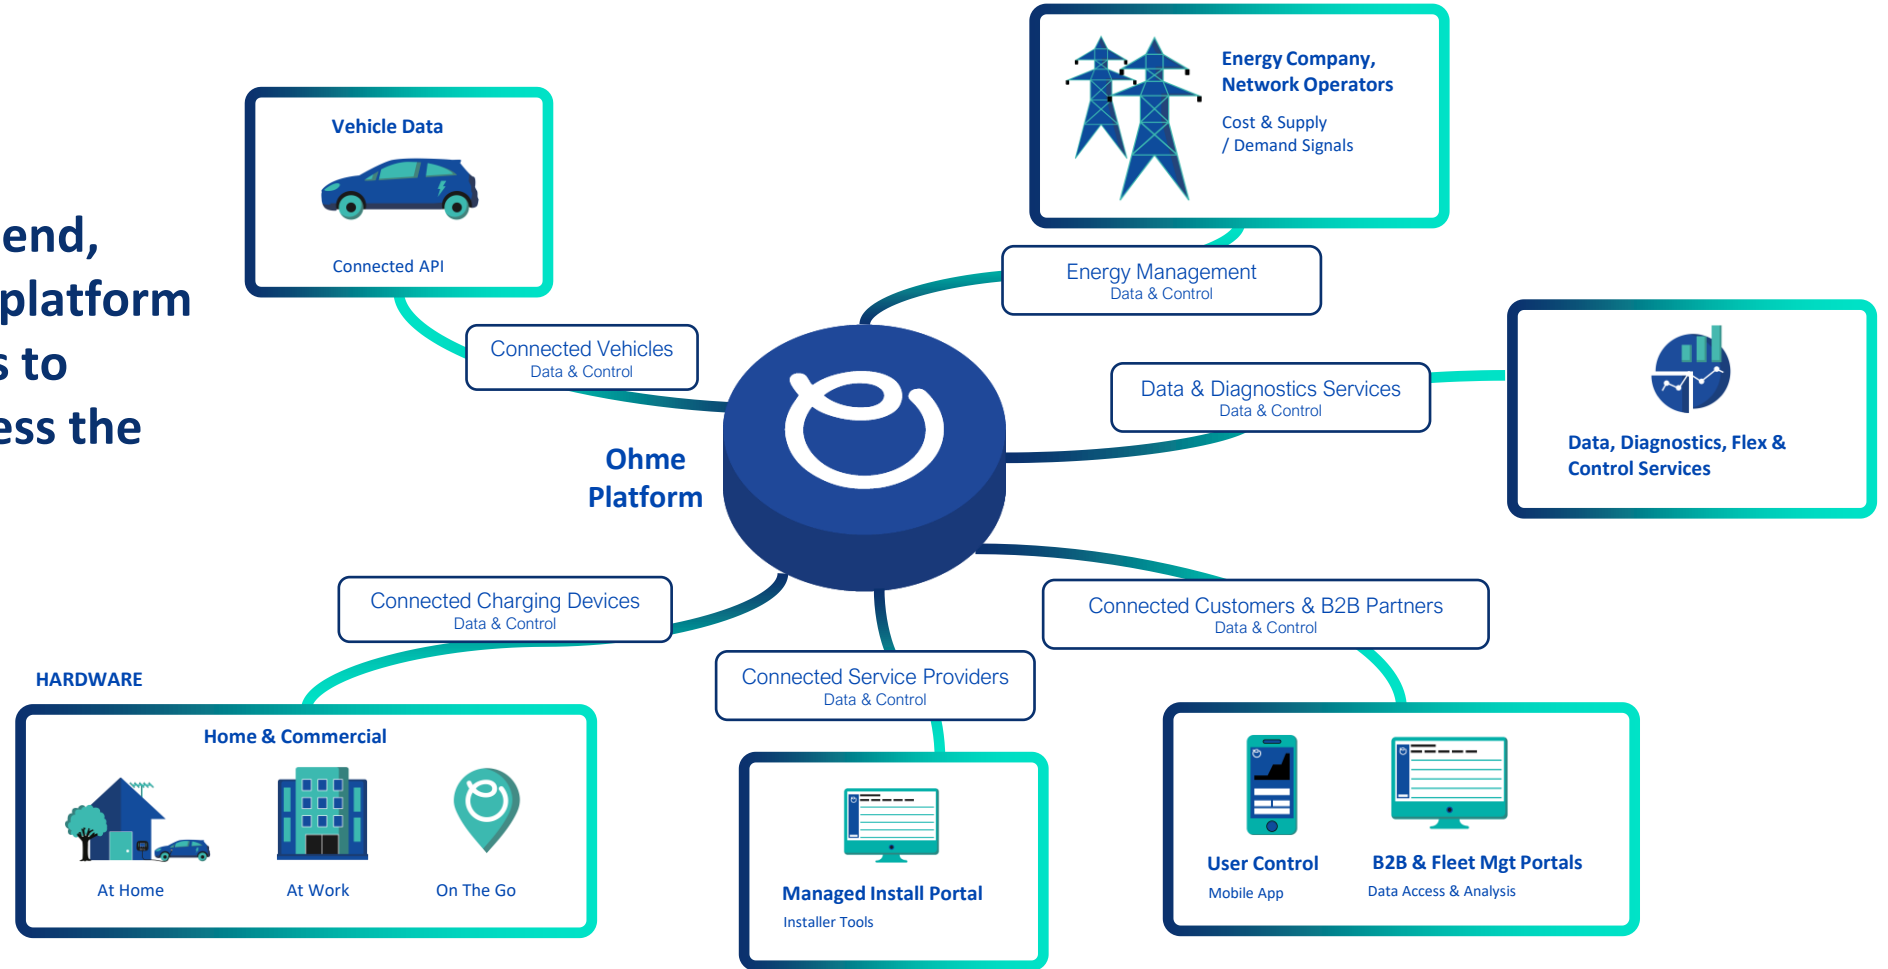 end,
platform
s to
ess the
Vehicle Data
Connected API
Energy Company,
Network Operators
Cost & Supply
/ Demand Signals
Energy Management
Data & Control
Connected Vehicles
Data & Control
Data & Diagnostics Services
Data & Control
Data, Diagnostics, Flex &
Control Services
Ohme
Platform
Connected Charging Devices
Data & Control
Connected Customers & B2B Partners
Data & Control
Connected Service Providers
Data & Control
HARDWARE
Home & Commercial
At Home
At Work
On The Go
Managed Install Portal
Installer Tools
User Control
Mobile App
B2B & Fleet Mgt Portals
Data Access & Analysis